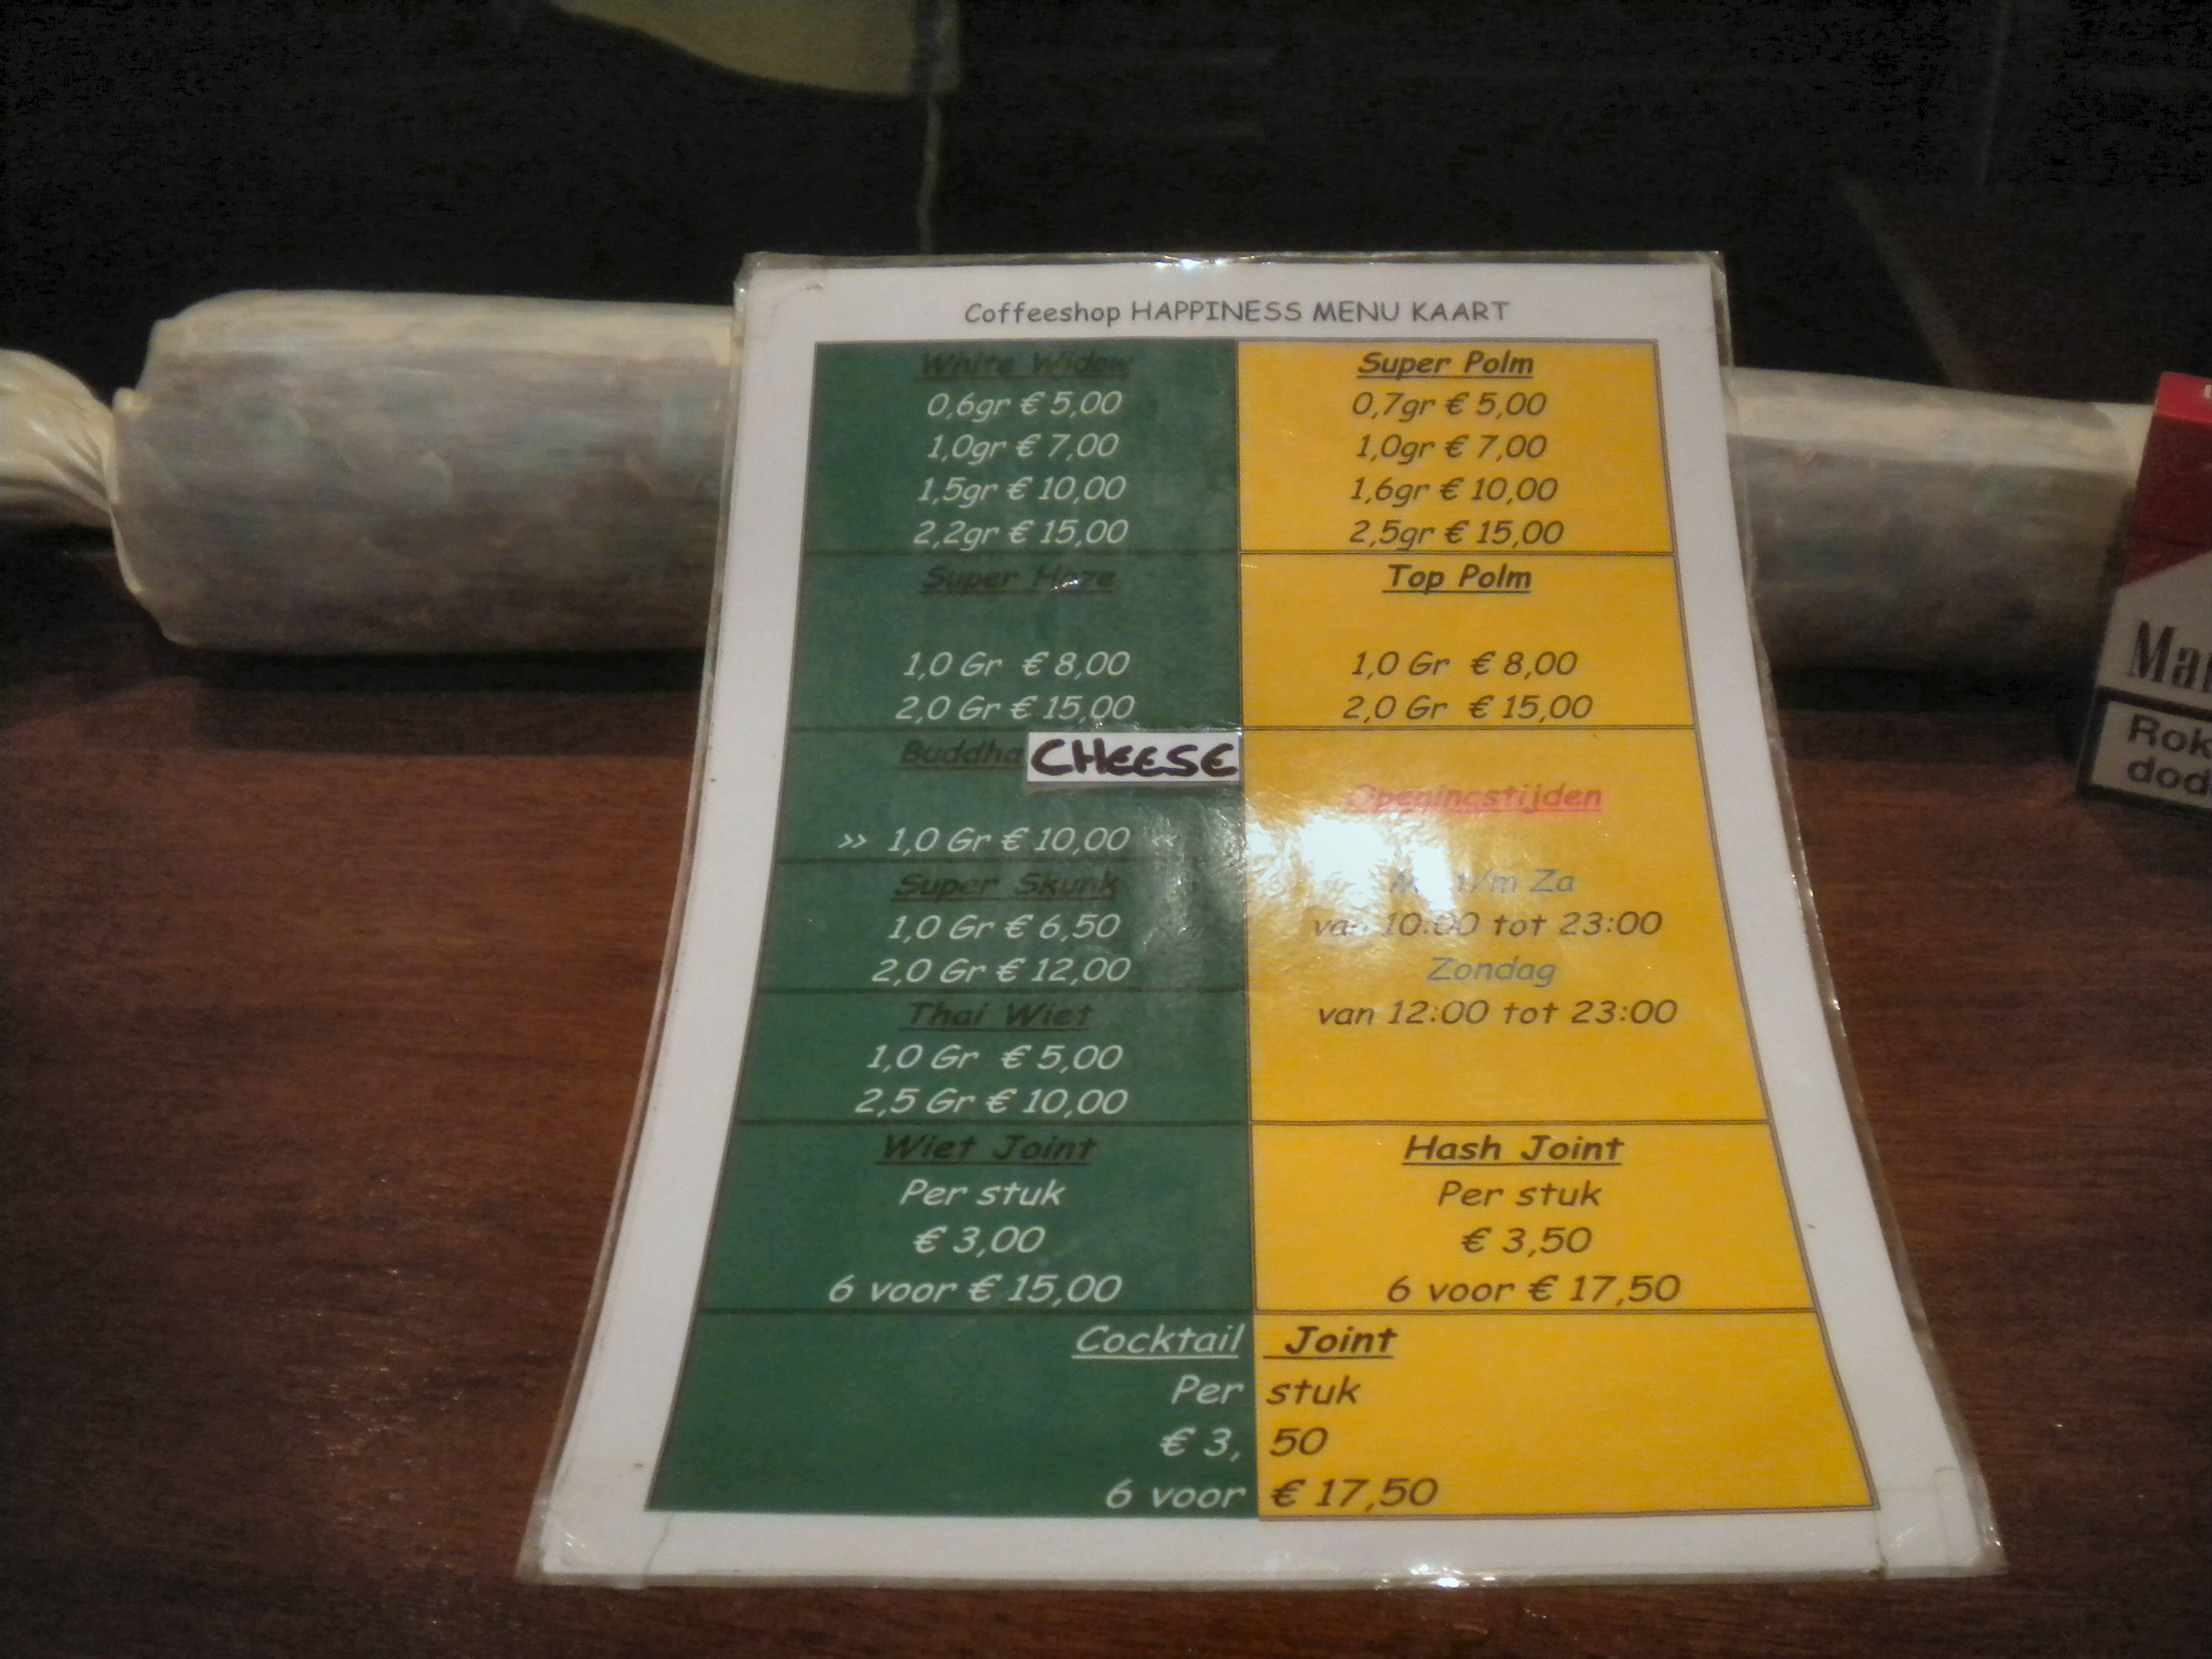 Coffeeshop HAPPINESS MENU KAART
White Widow
0,6gr € 5,00
1,0gr € 7,00
1,5gr € 10,00
2,2gr € 15,00
Super Haze
1,0 Gr € 8,00
2,0 Gr € 15,00
Buddha CHEESE
>> 1,0 Gr € 10,00 <<
Super Skunk
1,0 Gr € 6,50
2,0 Gr € 12,00
Thai Wiet
1,0 Gr € 5,00
2,5 Gr € 10,00
Wiet Joint
Per stuk
€ 3,00
6 voor € 15,00
Super Polm
0,7gr € 5,00
1,0gr € 7,00
1,6gr € 10,00
2,5gr € 15,00
Top Polm
1,0 Gr € 8,00
2,0 Gr € 15,00
Openingstijden
t/m Za
van 10:00 tot 23:00
Zondag
van 12:00 tot 23:00
Hash Joint
Per stuk
€ 3,50
6 voor € 17,50
Cocktail Joint
Per stuk
€ 3, 50
6 voor € 17,50
Mar
Rok
dod